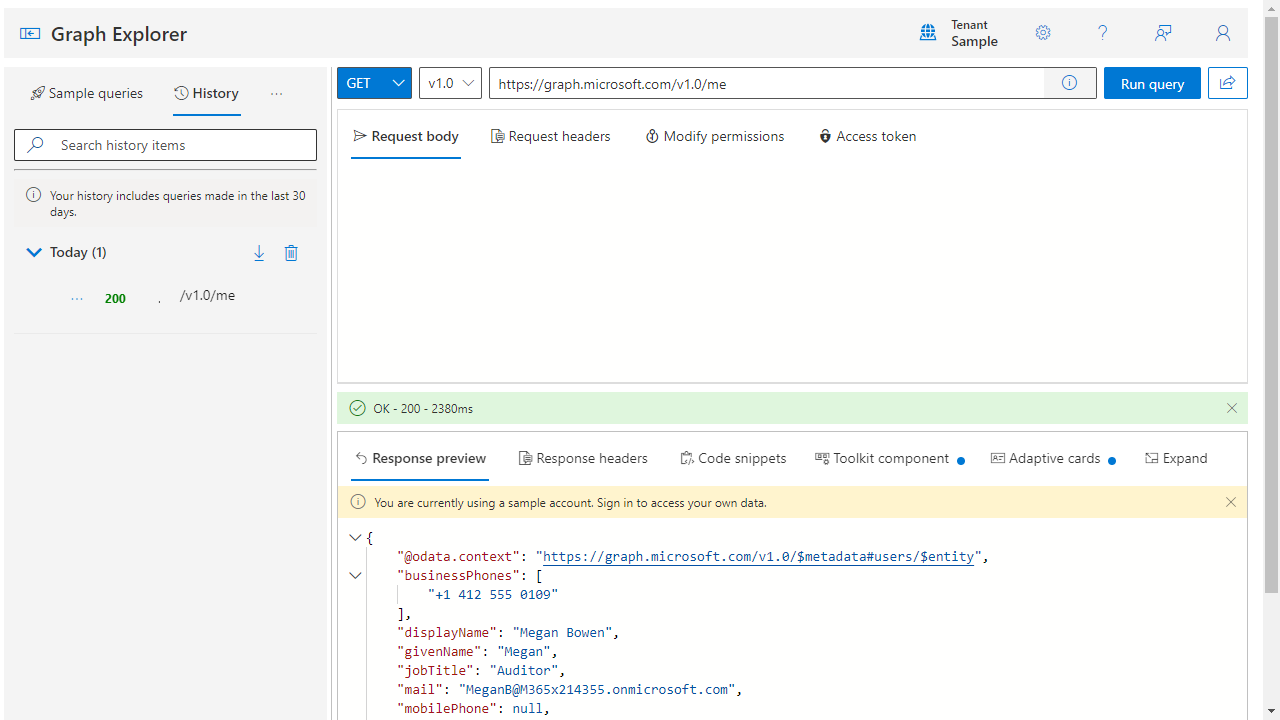 Graph Explorer
Tenant
Sample
Sample queries
History
Search history items
Your history includes queries made in the last 30
days.
Today (1)
200 . /v1.0/me
GET
v1.0
https://graph.microsoft.com/v1.0/me
Run query
Request body
Request headers
Modify permissions
Access token
OK - 200 - 2380ms
Response preview
Response headers
Code snippets
Toolkit component
Adaptive cards
Expand
You are currently using a sample account. Sign in to access your own data.
{
"@odata.context": "https://graph.microsoft.com/v1.0/$metadata#users/$entity",
"businessPhones": [
"+1 412 555 0109"
],
"displayName": "Megan Bowen",
"givenName": "Megan",
"jobTitle": "Auditor",
"mail": "MeganB@M365x214355.onmicrosoft.com",
"mobilePhone": null,